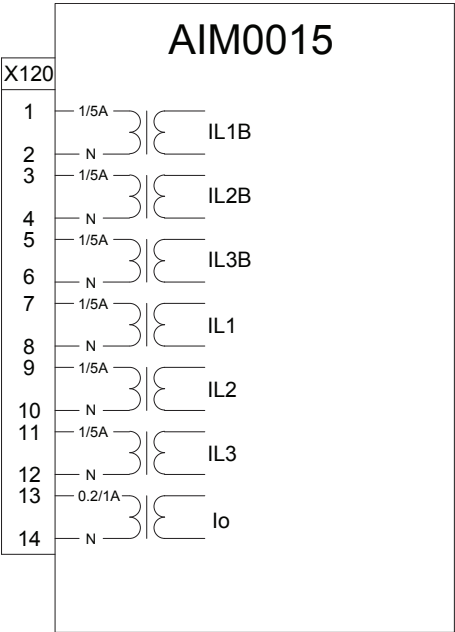 AIM0015
X120
1 1/5A
IL1B
2 N
3 1/5A
IL2B
4 N
5 1/5A
IL3B
6 N
7 1/5A
IL1
8 N
9 1/5A
IL2
10 N
11 1/5A
IL3
12 N
13 0.2/1A
Io
14 N